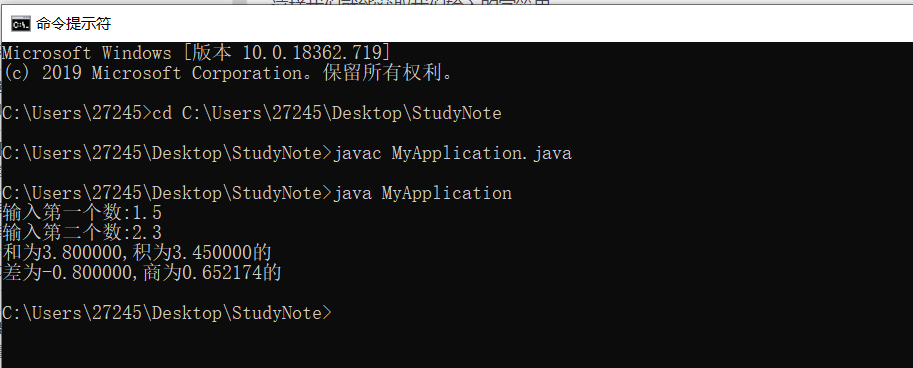 命令提示符
Microsoft Windows [版本 10.0.18362.719]
(c) 2019 Microsoft Corporation。保留所有权利。
C:\Users\27245>cd C:\Users\27245\Desktop\StudyNote
C:\Users\27245\Desktop\StudyNote>javac MyApplication.java
C:\Users\27245\Desktop\StudyNote>java MyApplication
输入第一个数:1.5
输入第二个数:2.3
和为3.800000,积为3.450000的
差为-0.800000,商为0.652174的
C:\Users\27245\Desktop\StudyNote>